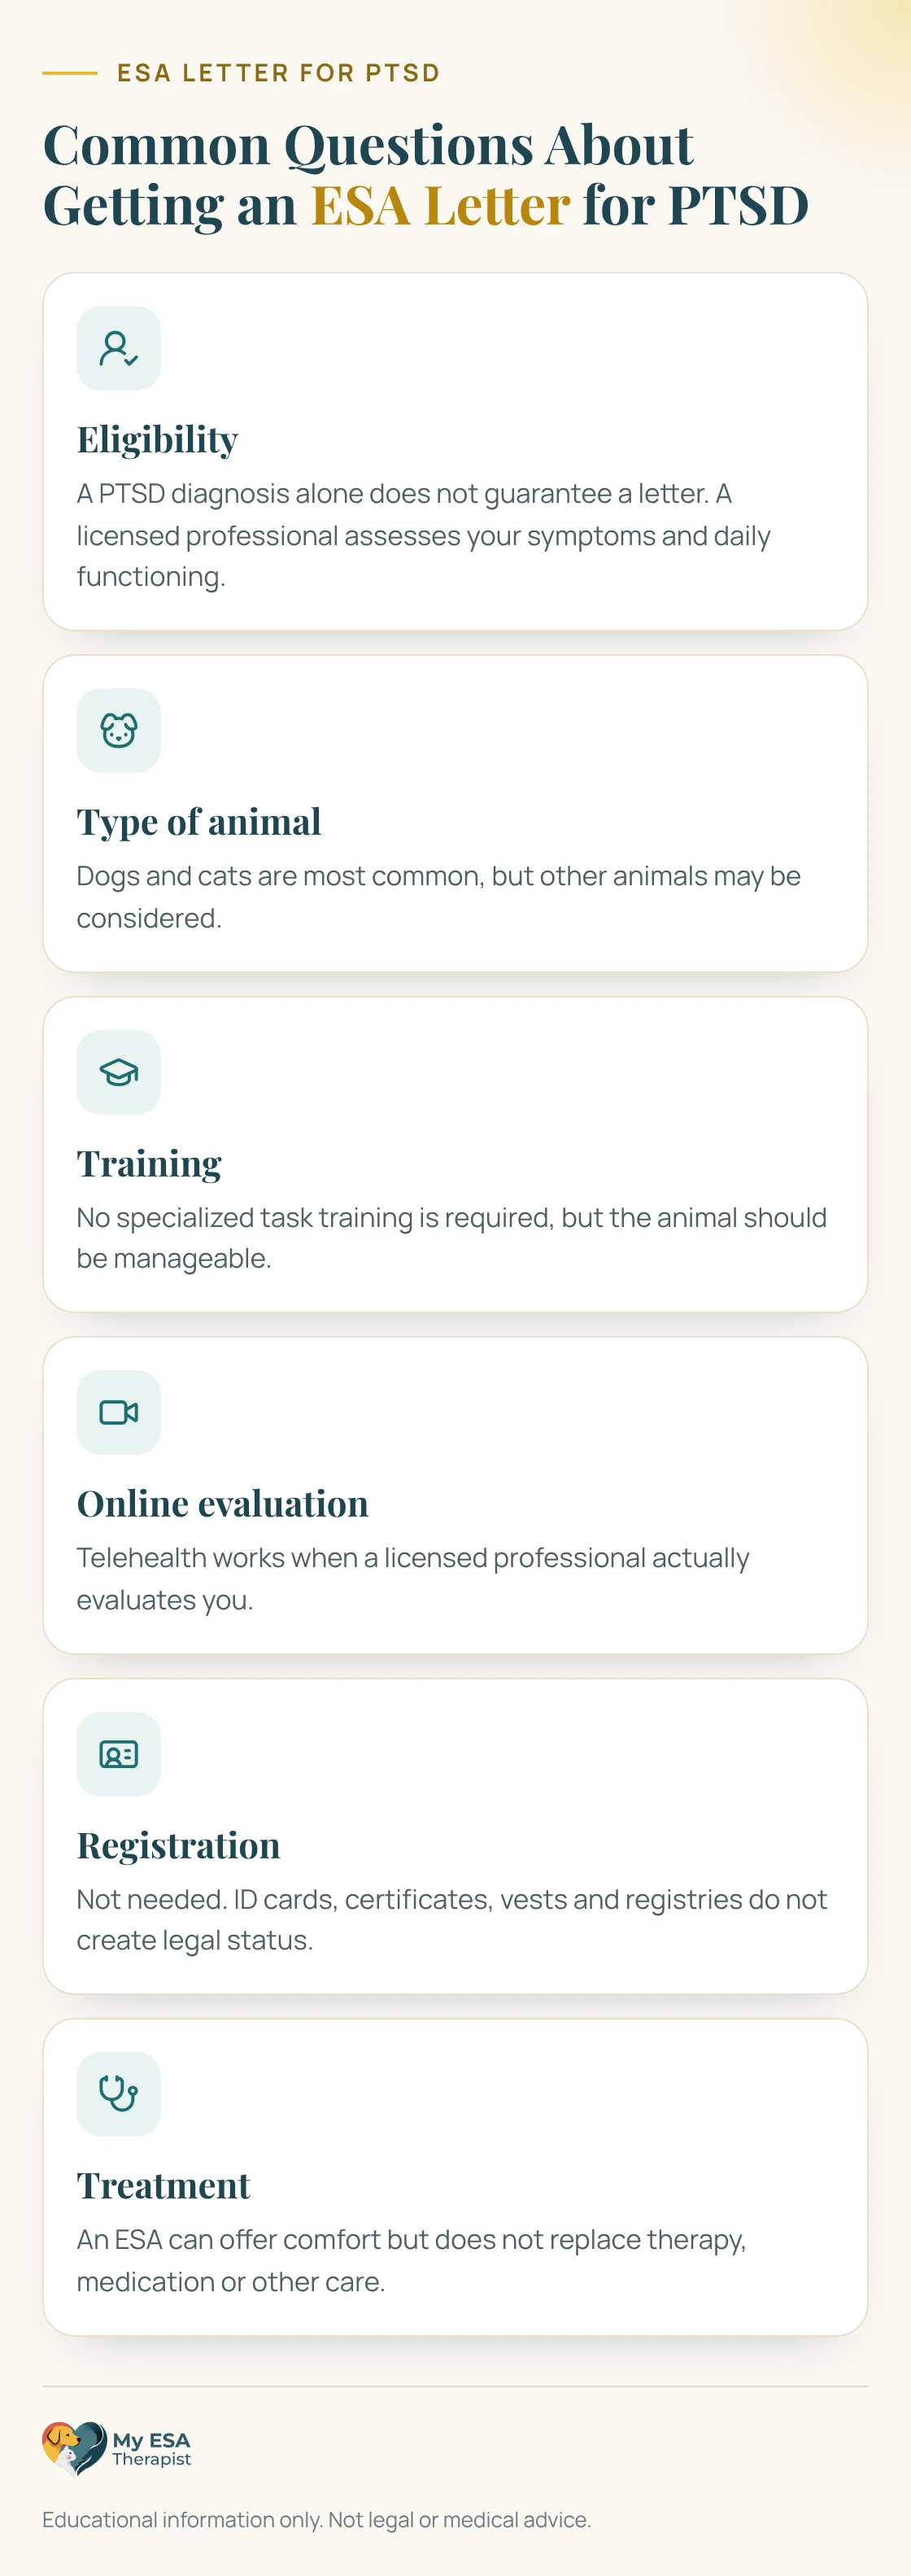 ESA LETTER FOR PTSD
Common Questions About
Getting an ESA Letter for PTSD
Eligibility
A PTSD diagnosis alone does not guarantee a letter. A
licensed professional assesses your symptoms and daily
functioning.
Type of animal
Dogs and cats are most common, but other animals may be
considered.
Training
No specialized task training is required, but the animal should
be manageable.
Online evaluation
Telehealth works when a licensed professional actually
evaluates you.
Registration
Not needed. ID cards, certificates, vests and registries do not
create legal status.
Treatment
An ESA can offer comfort but does not replace therapy,
medication or other care.
My ESA
Therapist
Educational information only. Not legal or medical advice.